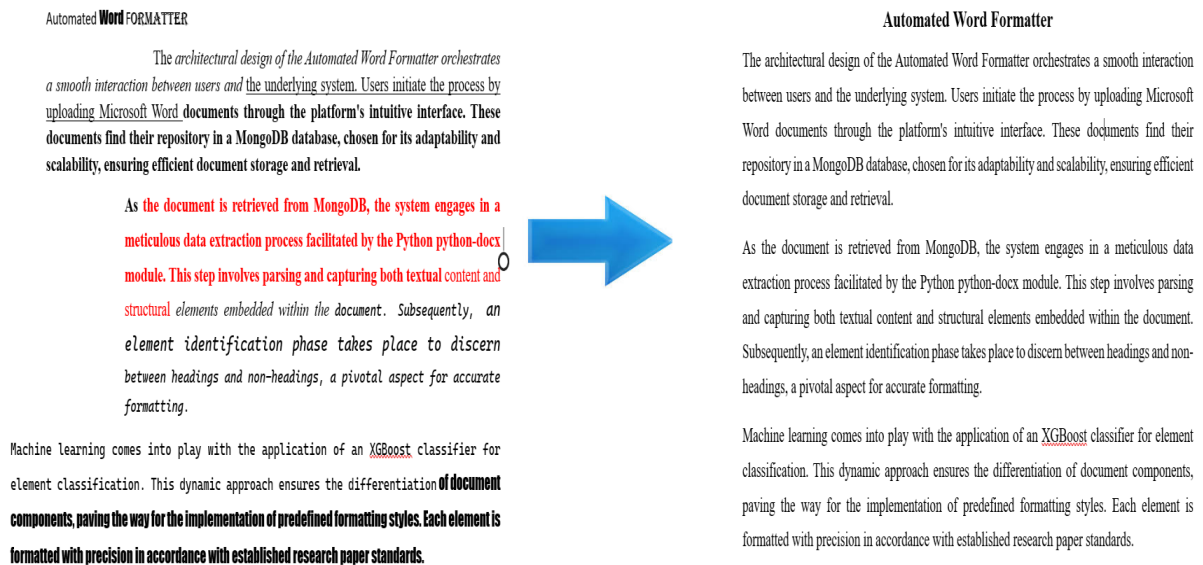 Automated Word FORMATTER
The architectural design of the Automated Word Formatter orchestrates
a smooth interaction between users and the underlying system. Users initiate the process by
uploading Microsoft Word documents through the platform's intuitive interface. These
documents find their repository in a MongoDB database, chosen for its adaptability and
scalability, ensuring efficient document storage and retrieval.
As the document is retrieved from MongoDB, the system engages in a
meticulous data extraction process facilitated by the Python python-docx
module. This step involves parsing and capturing both textual content and
structural elements embedded within the document. Subsequently, an
element identification phase takes place to discern
between headings and non-headings, a pivotal aspect for accurate
formatting.
Machine learning comes into play with the application of an XGBoost classifier for
element classification. This dynamic approach ensures the differentiation of document
components, paving the way for the implementation of predefined formatting styles. Each element is
formatted with precision in accordance with established research paper standards.
Automated Word Formatter
The architectural design of the Automated Word Formatter orchestrates a smooth interaction
between users and the underlying system. Users initiate the process by uploading Microsoft
Word documents through the platform's intuitive interface. These documents find their
repository in a MongoDB database, chosen for its adaptability and scalability, ensuring efficient
document storage and retrieval.
As the document is retrieved from MongoDB, the system engages in a meticulous data
extraction process facilitated by the Python python-docx module. This step involves parsing
and capturing both textual content and structural elements embedded within the document.
Subsequently, an element identification phase takes place to discern between headings and non-
headings, a pivotal aspect for accurate formatting.
Machine learning comes into play with the application of an XGBoost classifier for element
classification. This dynamic approach ensures the differentiation of document components,
paving the way for the implementation of predefined formatting styles. Each element is
formatted with precision in accordance with established research paper standards.